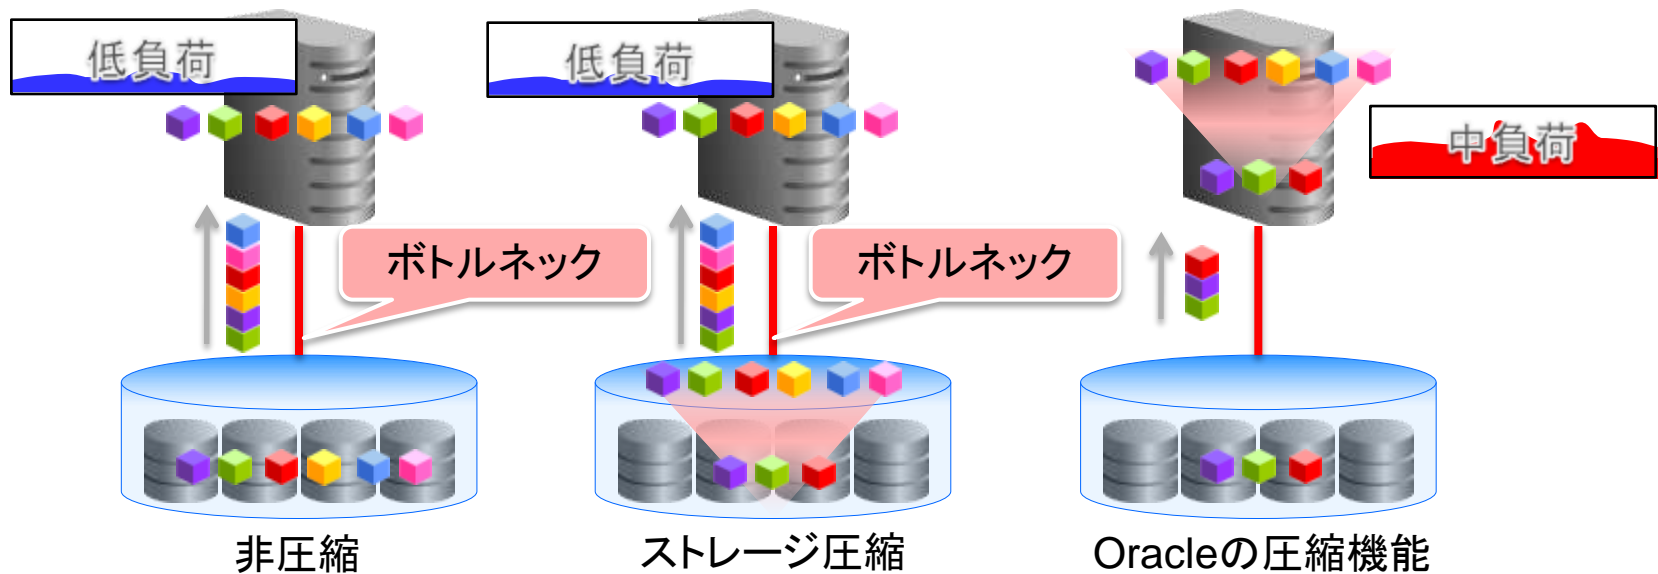 低負荷
低負荷
中負荷
ボトルネック
ボトルネック
非圧縮
ストレージ圧縮
Oracleの圧縮機能